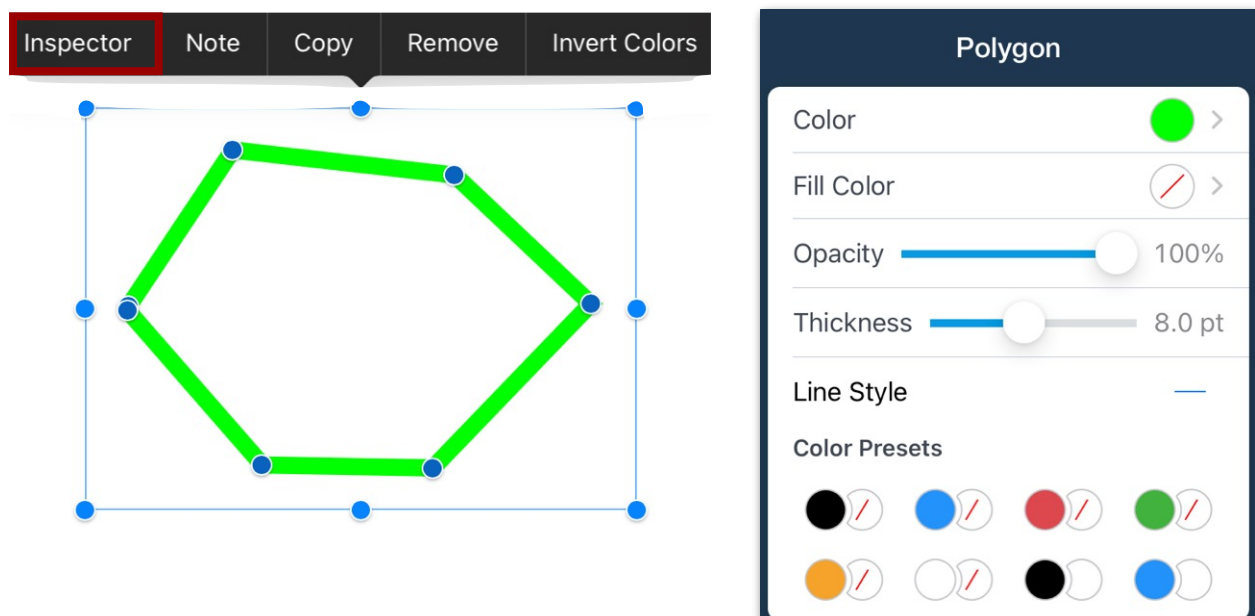 Inspector Note Copy Remove Invert Colors
Polygon
Color
Fill Color
Opacity 100%
Thickness 8.0 pt
Line Style
Color Presets